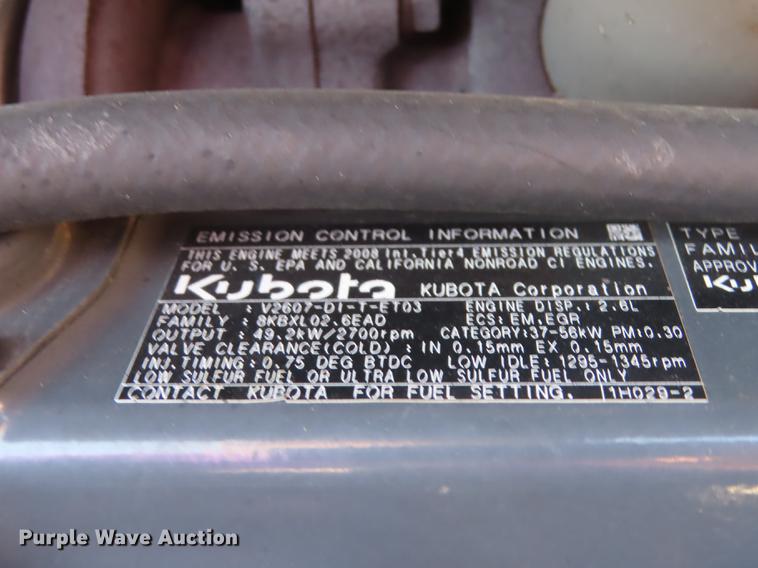 EMISSION CONTROL INFORMATION
THIS ENGINE MEETS 2008 Int.Tier4 EMISSION REGULATIONS
FOR U.S. EPA AND CALIFORNIA NONROAD CI ENGINES.
Kubota KUBOTA Corporation
MODEL : V2607-DI-T-ET03 ENGINE DISP.: 2.6L
FAMILY : 8KBXL02.6EAD ECS: EM,EGR
OUTPUT : 49.2kW/2700rpm CATEGORY:37-56kW PM:0.30
VALVE CLEARANCE(COLD) : IN 0.15mm EX 0.15mm
INJ.TIMING: 0.75 DEG BTDC LOW IDLE: 1295-1345rpm
LOW SULFUR FUEL OR ULTRA LOW SULFUR FUEL ONLY
CONTACT KUBOTA FOR FUEL SETTING. 1H029-2
TYPE
FAMIL
APPROV
Ku
Purple Wave Auction